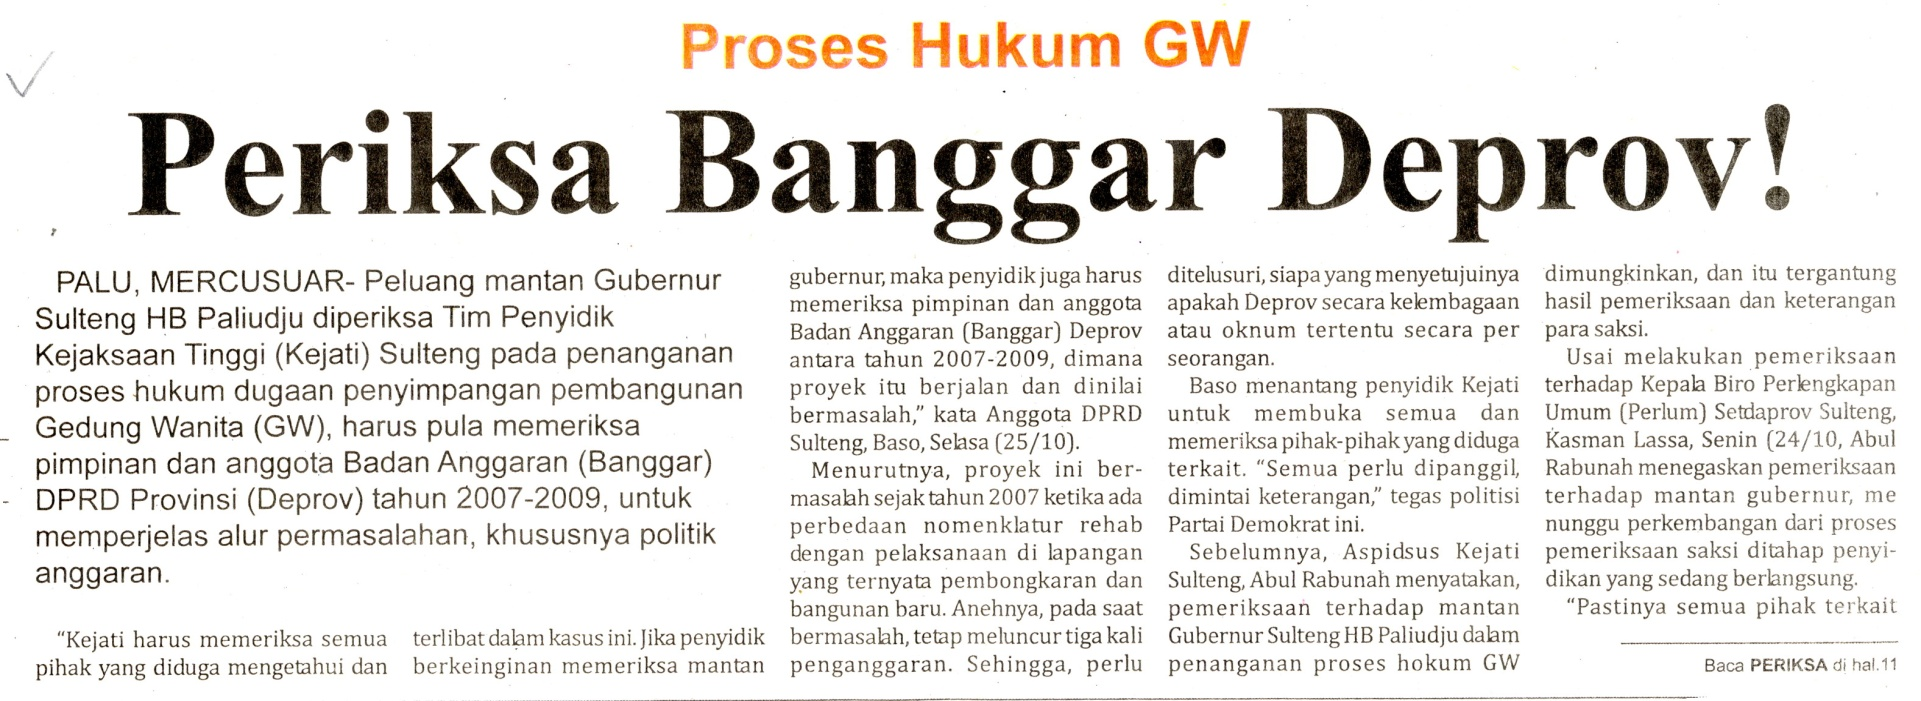 Proses Hukum GW
Periksa Banggar Deprov!
PALU, MERCUSUAR- Peluang mantan Gubernur
Sulteng HB Paliudju diperiksa Tim Penyidik
Kejaksaan Tinggi (Kejati) Sulteng pada penanganan
proses hukum dugaan penyimpangan pembangunan
Gedung Wanita (GW), harus pula memeriksa
pimpinan dan anggota Badan Anggaran (Banggar)
DPRD Provinsi (Deprov) tahun 2007-2009, untuk
memperjelas alur permasalahan, khususnya politik
anggaran.
“Kejati harus memeriksa semua
pihak yang diduga mengetahui dan
terlibat dalam kasus ini. Jika penyidik
berkeinginan memeriksa mantan
gubernur, maka penyidik juga harus
memeriksa pimpinan dan anggota
Badan Anggaran (Banggar) Deprov
antara tahun 2007-2009, dimana
proyek itu berjalan dan dinilai
bermasalah,” kata Anggota DPRD
Sulteng, Baso, Selasa (25/10).
Menurutnya, proyek ini ber-
masalah sejak tahun 2007 ketika ada
perbedaan nomenklatur rehab
dengan pelaksanaan di lapangan
yang ternyata pembongkaran dan
bangunan baru. Anehnya, pada saat
bermasalah, tetap meluncur tiga kali
penganggaran. Sehingga, perlu
ditelusuri, siapa yang menyetujuinya
apakah Deprov secara kelembagaan
atau oknum tertentu secara per
seorangan.
Baso menantang penyidik Kejati
untuk membuka semua dan
memeriksa pihak-pihak yang diduga
terkait. “Semua perlu dipanggil,
dimintai keterangan,” tegas politisi
Partai Demokrat ini.
Sebelumnya, Aspidsus Kejati
Sulteng, Abul Rabunah menyatakan,
pemeriksaan terhadap mantan
Gubernur Sulteng HB Paliudju dalam
penanganan proses hokum GW
dimungkinkan, dan itu tergantung
hasil pemeriksaan dan keterangan
para saksi.
Usai melakukan pemeriksaan
terhadap Kepala Biro Perlengkapan
Umum (Perlum) Setdaprov Sulteng,
Kasman Lassa, Senin (24/10, Abul
Rabunah menegaskan pemeriksaan
terhadap mantan gubernur, me
nunggu perkembangan dari proses
pemeriksaan saksi ditahap penyi-
dikan yang sedang berlangsung.
“Pastinya semua pihak terkait
Baca PERIKSA di hal.11